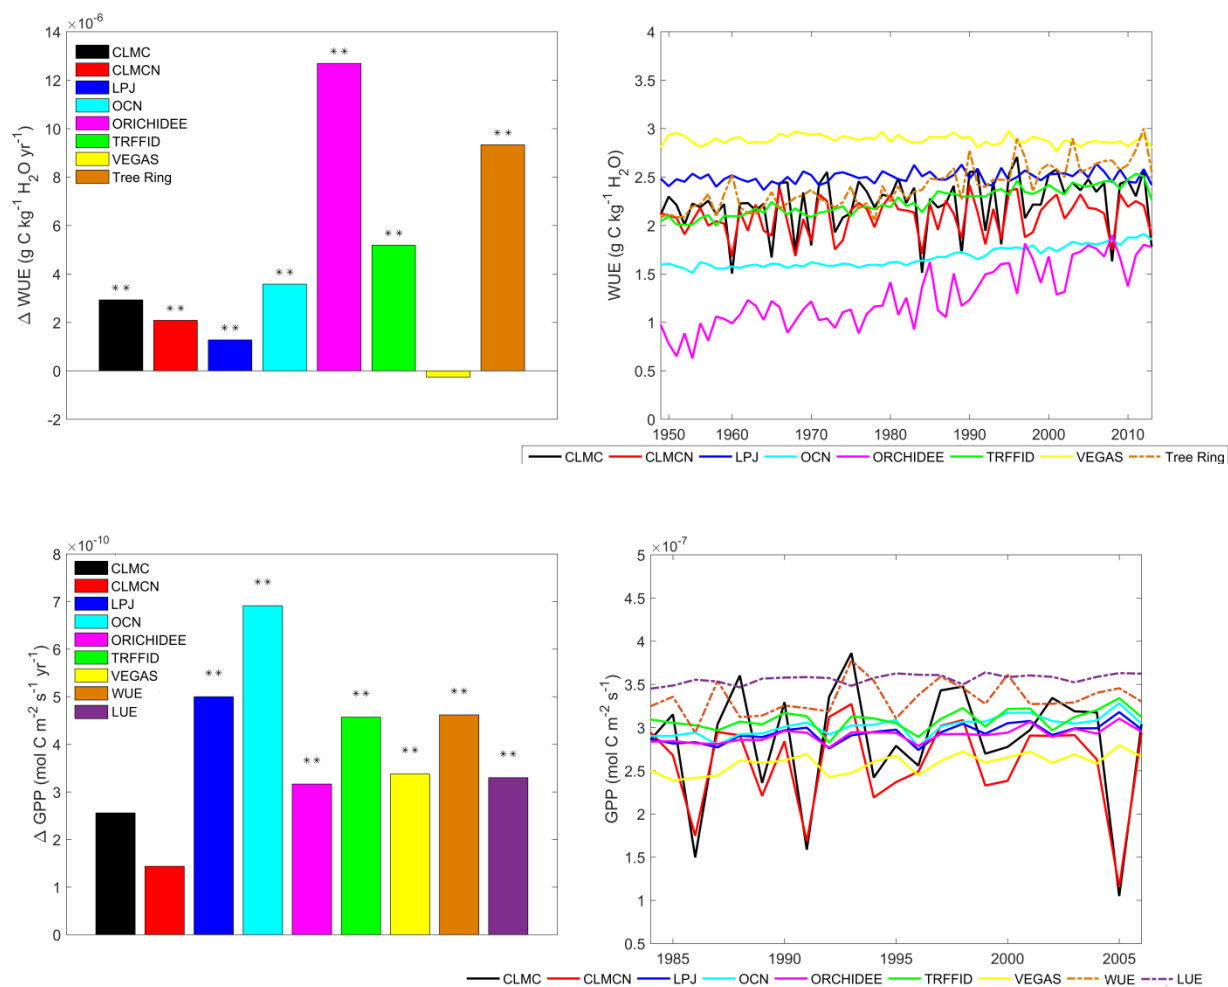 ×10⁻⁶
Δ WUE (g C kg⁻¹ H₂O yr⁻¹)
14
12
10
8
6
4
2
0
-2
CLMC
CLMCN
LPJ
OCN
ORICHIDEE
TRFFID
VEGAS
Tree Ring
**
**
**
**
**
**
**
WUE (g C kg⁻¹ H₂O)
4
3.5
3
2.5
2
1.5
1
0.5
0
1950 1960 1970 1980 1990 2000 2010
CLMC CLMCN LPJ OCN ORCHIDEE TRFFID VEGAS Tree Ring
×10⁻¹⁰
Δ GPP (mol C m⁻² s⁻¹ yr⁻¹)
8
7
6
5
4
3
2
1
0
CLMC
CLMCN
LPJ
OCN
ORICHIDEE
TRFFID
VEGAS
WUE
LUE
**
**
**
**
**
**
**
×10⁻⁷
GPP (mol C m⁻² s⁻¹)
5
4.5
4
3.5
3
2.5
2
1.5
1
0.5
1985 1990 1995 2000 2005
CLMC CLMCN LPJ OCN ORCHIDEE TRFFID VEGAS WUE LUE